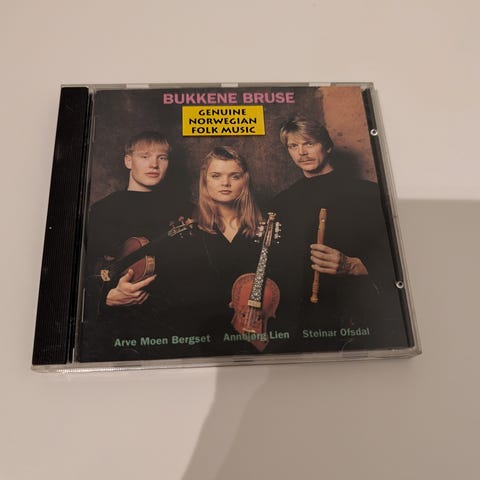 BUKKENE BRUSE
GENUINE
NORWEGIAN
FOLK MUSIC
Arve Moen Bergset Annbjørg Lien Steinar Ofsdal